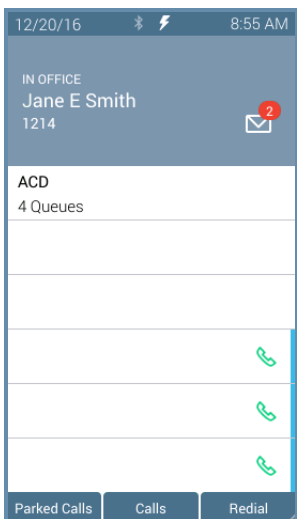 12/20/16 8:55 AM
IN OFFICE
Jane E Smith
1214
2
ACD
4 Queues
Parked Calls Calls Redial